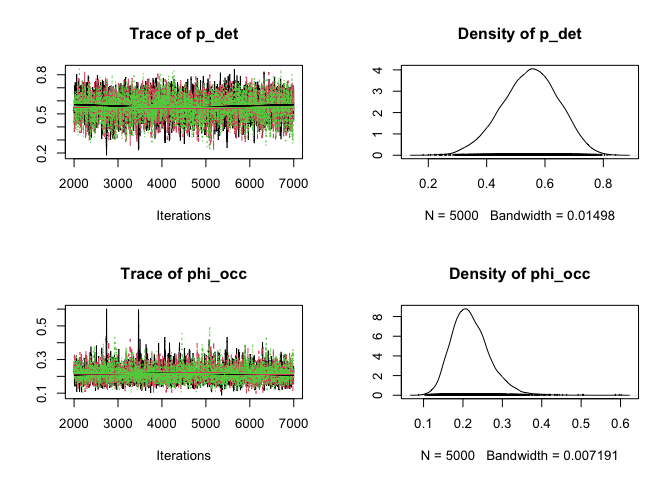 Trace of p_det
0.2 0.5 0.8
2000 3000 4000 5000 6000 7000
Iterations
Density of p_det
0 1 2 3 4
0.2 0.4 0.6 0.8
N = 5000 Bandwidth = 0.01498
Trace of phi_occ
0.1 0.3 0.5
2000 3000 4000 5000 6000 7000
Iterations
Density of phi_occ
0 2 4 6 8
0.1 0.2 0.3 0.4 0.5 0.6
N = 5000 Bandwidth = 0.007191